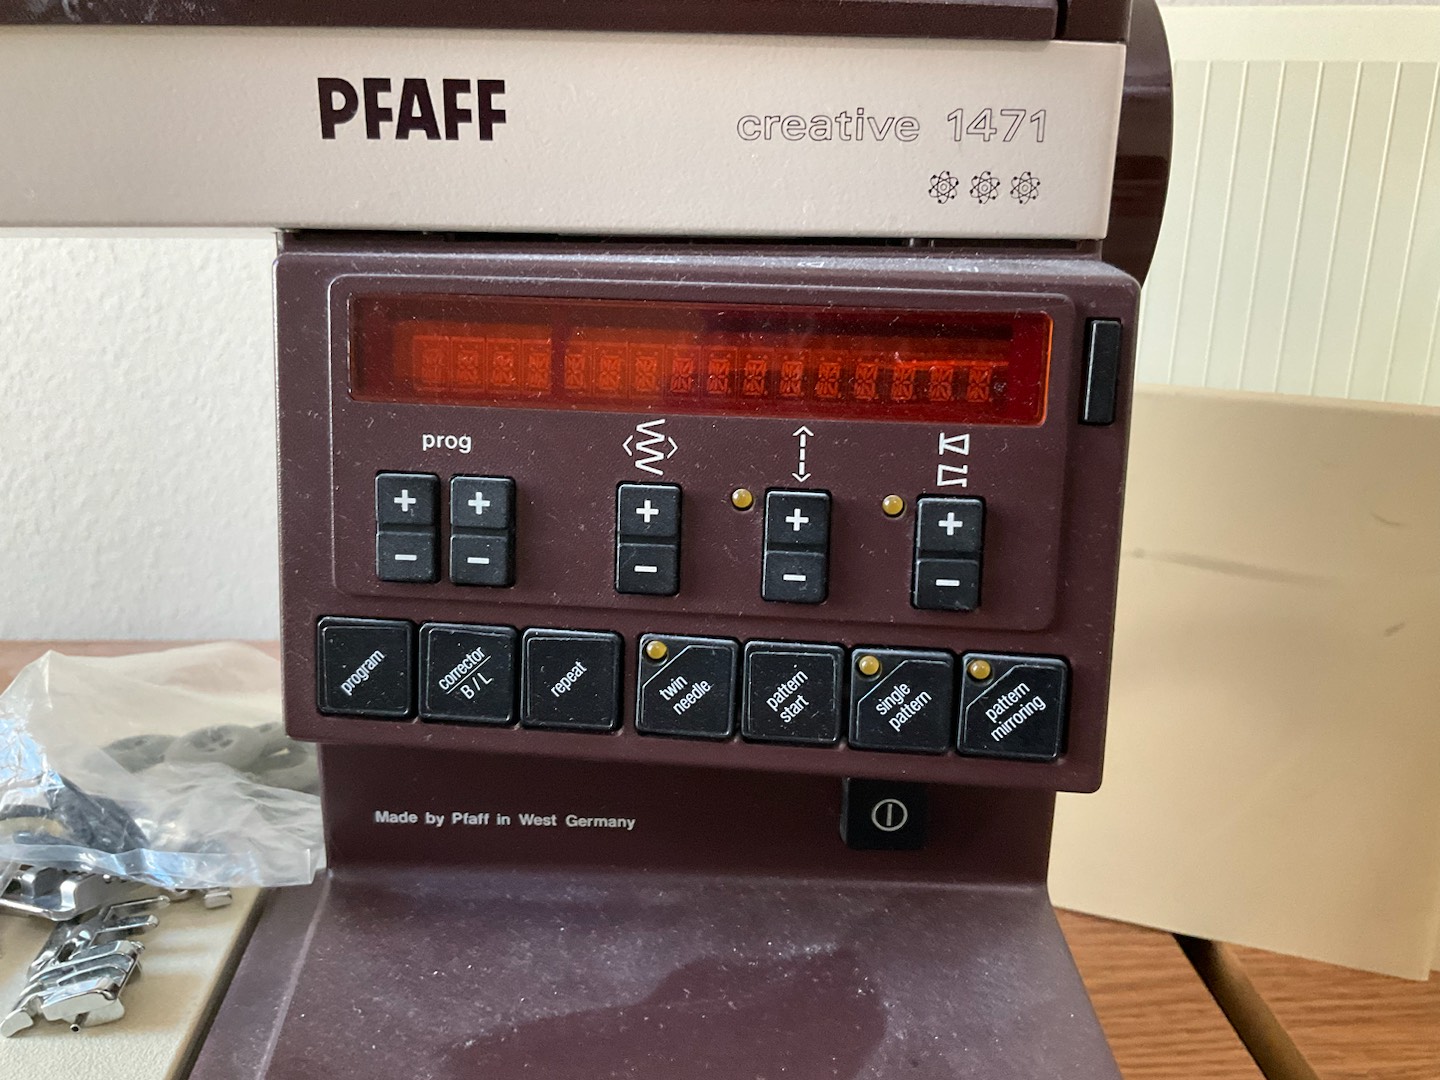 PFAFF
creative 1471
prog
+ + + + +
- - - - -
program
corrector
B/L
repeat
twin
needle
pattern
start
single
pattern
pattern
mirroring
Made by Pfaff in West Germany